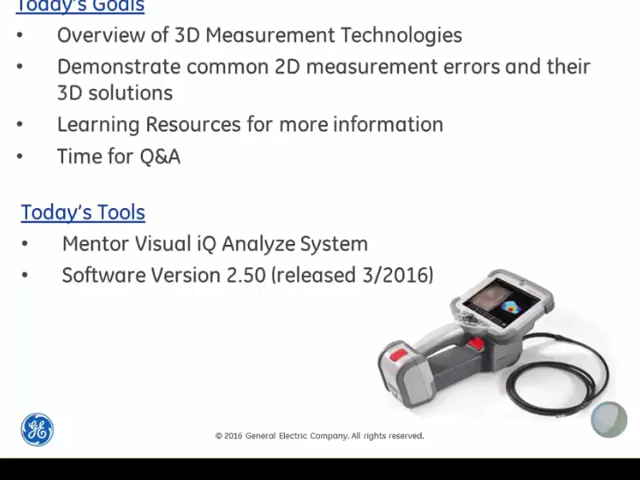 Today's Goals
• Overview of 3D Measurement Technologies
• Demonstrate common 2D measurement errors and their
3D solutions
• Learning Resources for more information
• Time for Q&A
Today's Tools
• Mentor Visual iQ Analyze System
• Software Version 2.50 (released 3/2016)
© 2016 General Electric Company. All rights reserved.